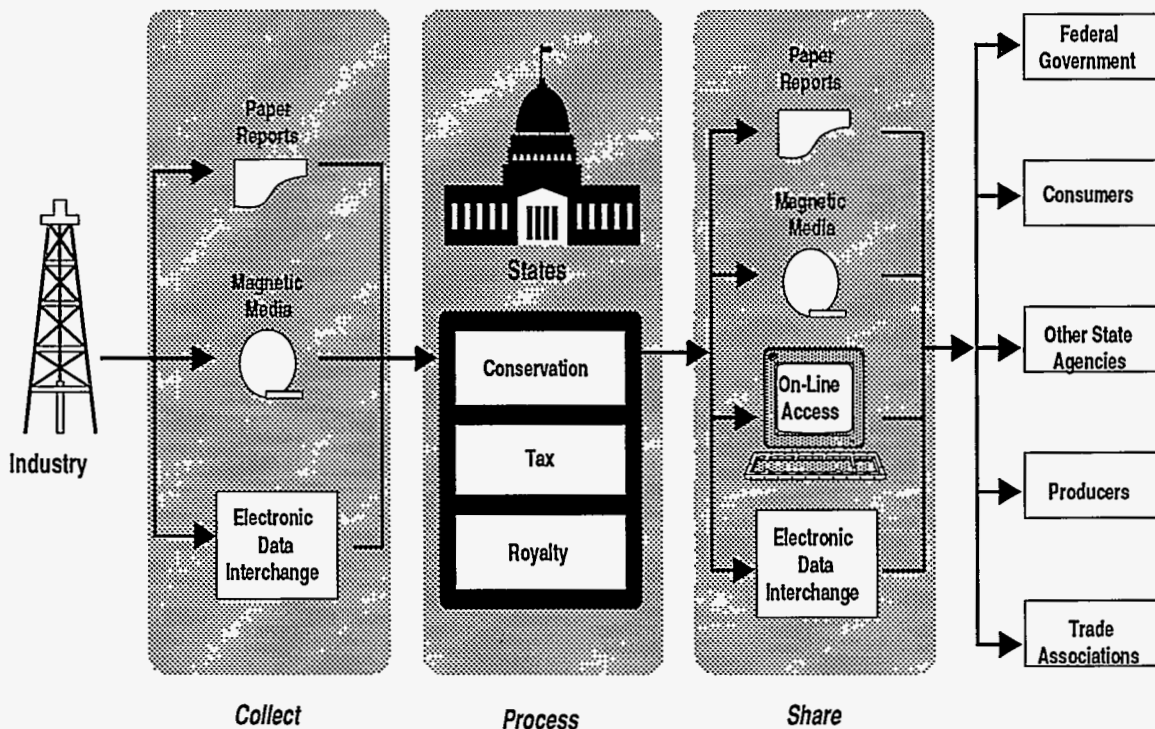 Industry
Paper
Reports
Magnetic
Media
Electronic
Data
Interchange
Collect
States
Conservation
Tax
Royalty
Process
Paper
Reports
Magnetic
Media
On-Line
Access
Electronic
Data
Interchange
Share
Federal
Government
Consumers
Other State
Agencies
Producers
Trade
Associations